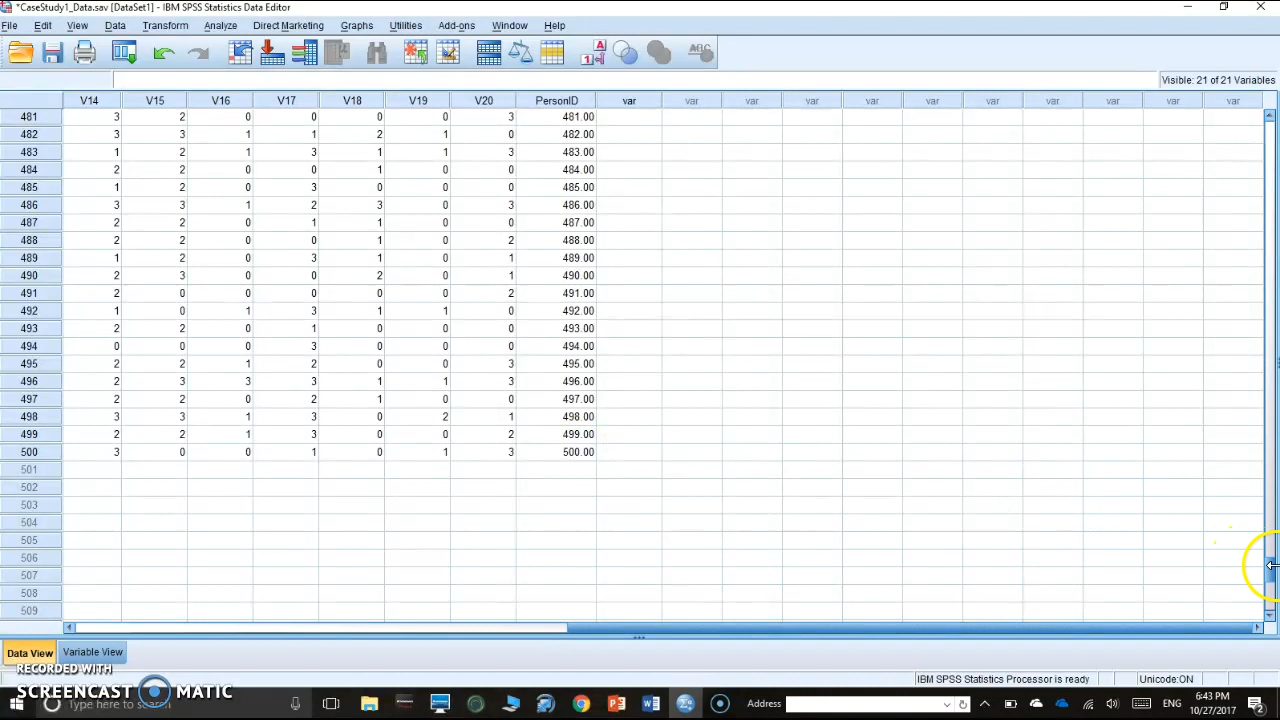 *CaseStudy1_Data.sav [DataSet1] - IBM SPSS Statistics Data Editor
File Edit View Data Transform Analyze Direct Marketing Graphs Utilities Add-ons Window Help
Visible: 21 of 21 Variables
V14 V15 V16 V17 V18 V19 V20 PersonID var var var var var var var var var var var
481 3 2 0 0 0 0 3 481.00
482 3 3 1 1 2 1 0 482.00
483 1 2 1 3 1 1 3 483.00
484 2 2 0 0 1 0 0 484.00
485 1 2 0 3 0 0 0 485.00
486 3 3 1 2 3 0 3 486.00
487 2 2 0 1 1 0 0 487.00
488 2 2 0 0 1 0 2 488.00
489 1 2 0 3 1 0 1 489.00
490 2 3 0 0 2 0 1 490.00
491 2 0 0 0 0 0 2 491.00
492 1 0 1 3 1 1 0 492.00
493 2 2 0 1 0 0 0 493.00
494 0 0 0 3 0 0 0 494.00
495 2 2 1 2 0 0 3 495.00
496 2 3 3 3 1 1 3 496.00
497 2 2 0 2 1 0 0 497.00
498 3 3 1 3 0 2 1 498.00
499 2 2 1 3 0 0 2 499.00
500 3 0 0 1 0 1 3 500.00
501
502
503
504
505
506
507
508
509
Data View Variable View
RECORDED WITH
IBM SPSS Statistics Processor is ready Unicode:ON
SCREENCAST MATIC
Type here to search
Address
ENG
6:43 PM
10/27/2017